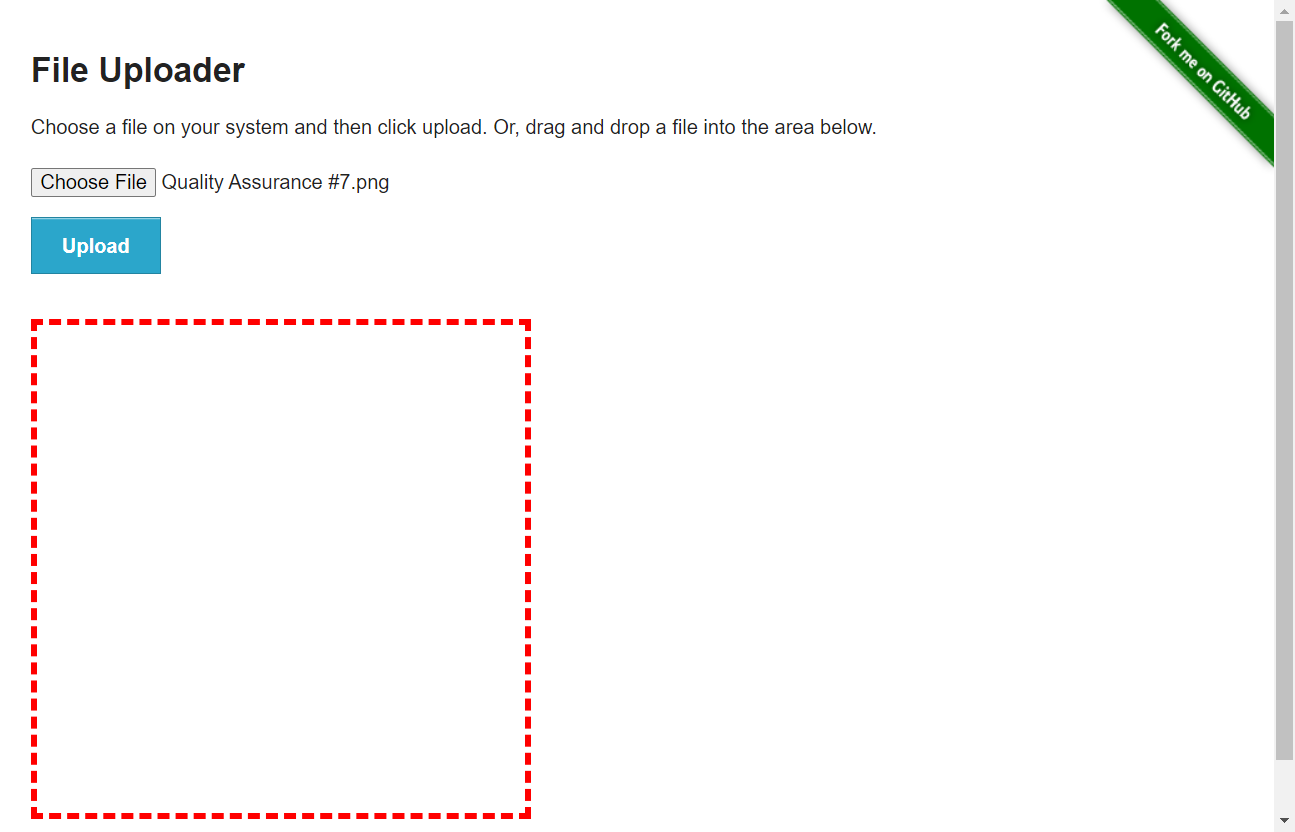 Fork me on GitHub
File Uploader
Choose a file on your system and then click upload. Or, drag and drop a file into the area below.
Choose File Quality Assurance #7.png
Upload